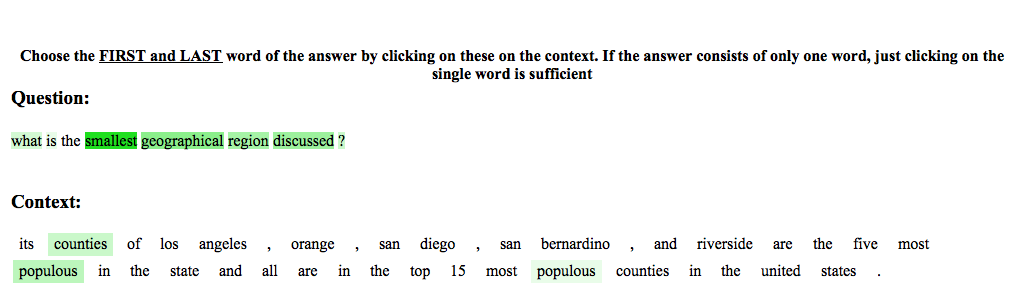 Choose the FIRST and LAST word of the answer by clicking on these on the context. If the answer consists of only one word, just clicking on the
single word is sufficient
Question:
what is the smallest geographical region discussed ?
Context:
its counties of los angeles , orange , san diego , san bernardino , and riverside are the five most
populous in the state and all are in the top 15 most populous counties in the united states .